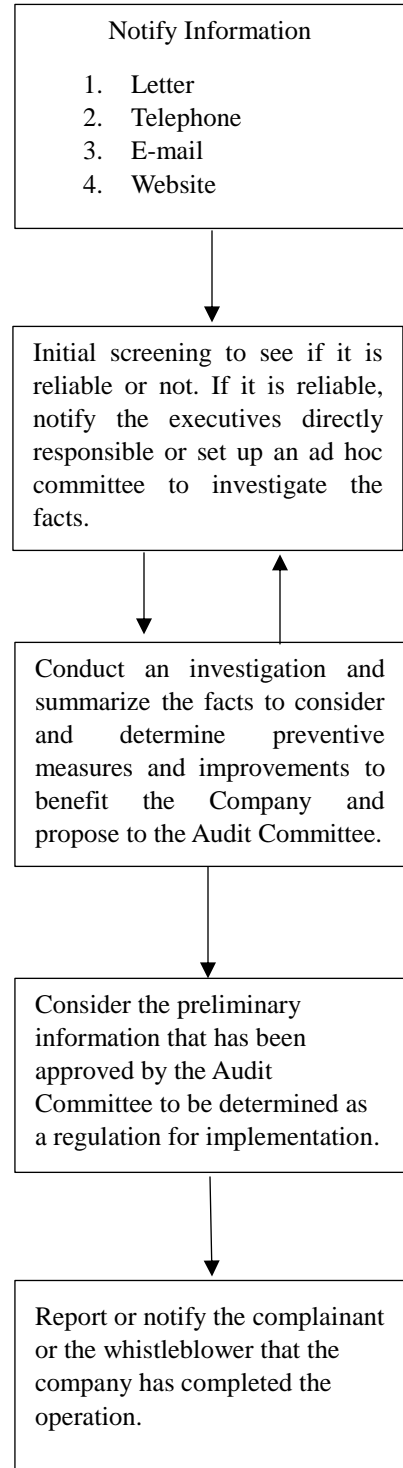 Notify Information
1. Letter
2. Telephone
3. E-mail
4. Website
Initial screening to see if it is
reliable or not. If it is reliable,
notify the executives directly
responsible or set up an ad hoc
committee to investigate the
facts.
Conduct an investigation and
summarize the facts to consider
and determine preventive
measures and improvements to
benefit the Company and
propose to the Audit Committee.
Consider the preliminary
information that has been
approved by the Audit
Committee to be determined as
a regulation for implementation.
Report or notify the complainant
or the whistleblower that the
company has completed the
operation.